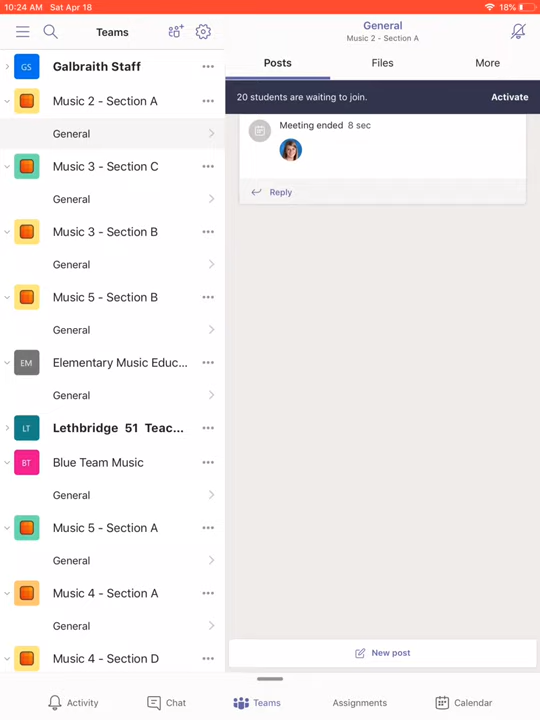 10:24 AM Sat Apr 18
18%
Teams
GS Galbraith Staff
Music 2 - Section A
General
Music 3 - Section C
General
Music 3 - Section B
General
Music 5 - Section B
General
EM Elementary Music Educ...
General
LT Lethbridge 51 Teac...
BT Blue Team Music
General
Music 5 - Section A
General
Music 4 - Section A
General
Music 4 - Section D
General
Music 2 - Section A
Posts Files More
20 students are waiting to join. Activate
Meeting ended 8 sec
Reply
New post
Activity Chat Teams Assignments Calendar